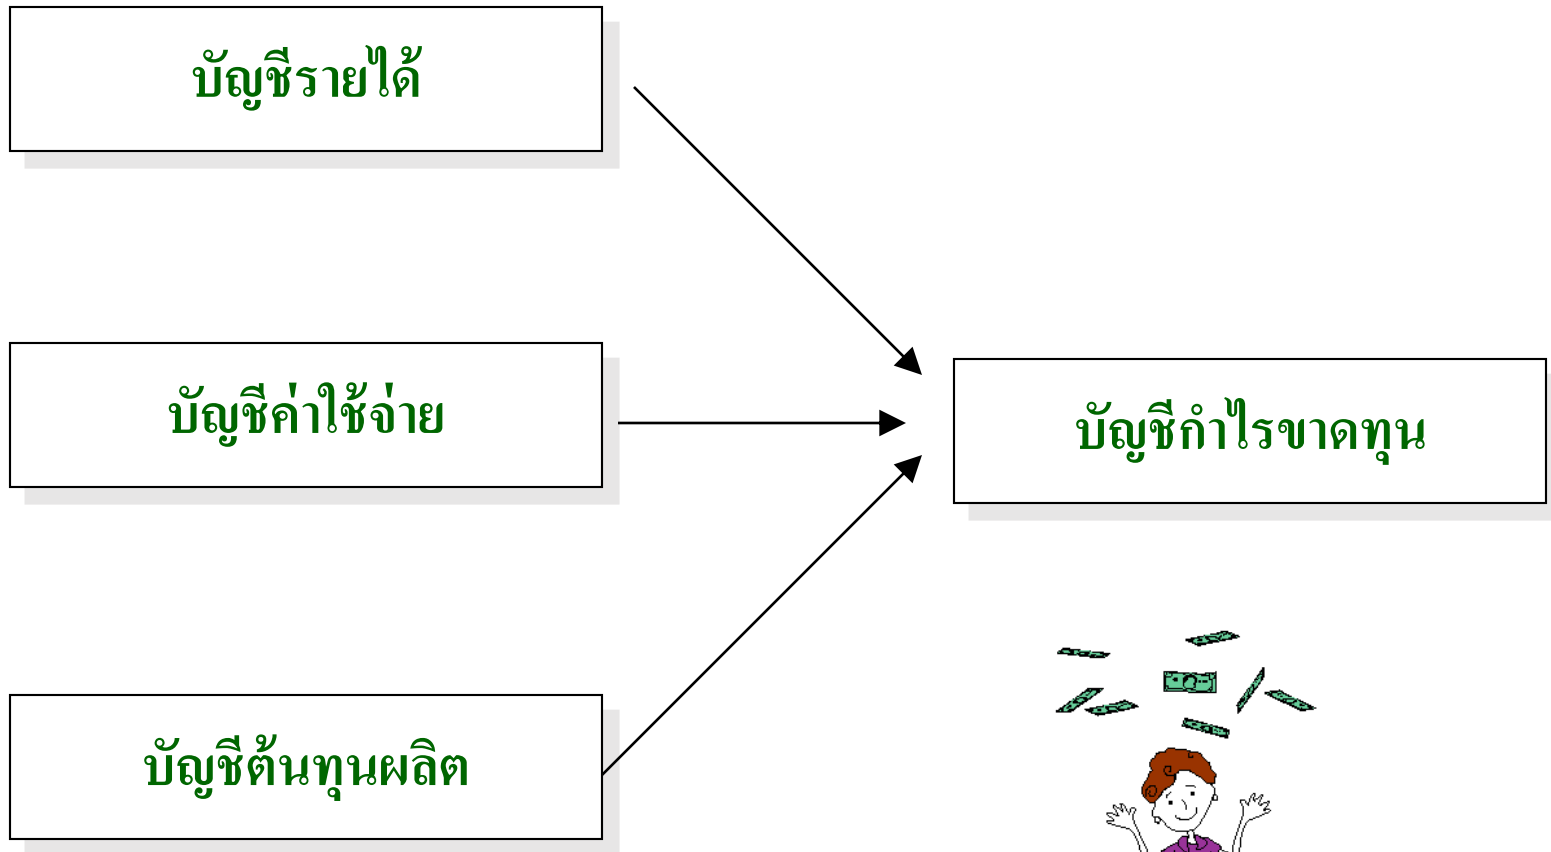 บัญชีรายได้
บัญชีค่าใช้จ่าย
บัญชีกำไรขาดทุน
บัญชีต้นทุนผลิต